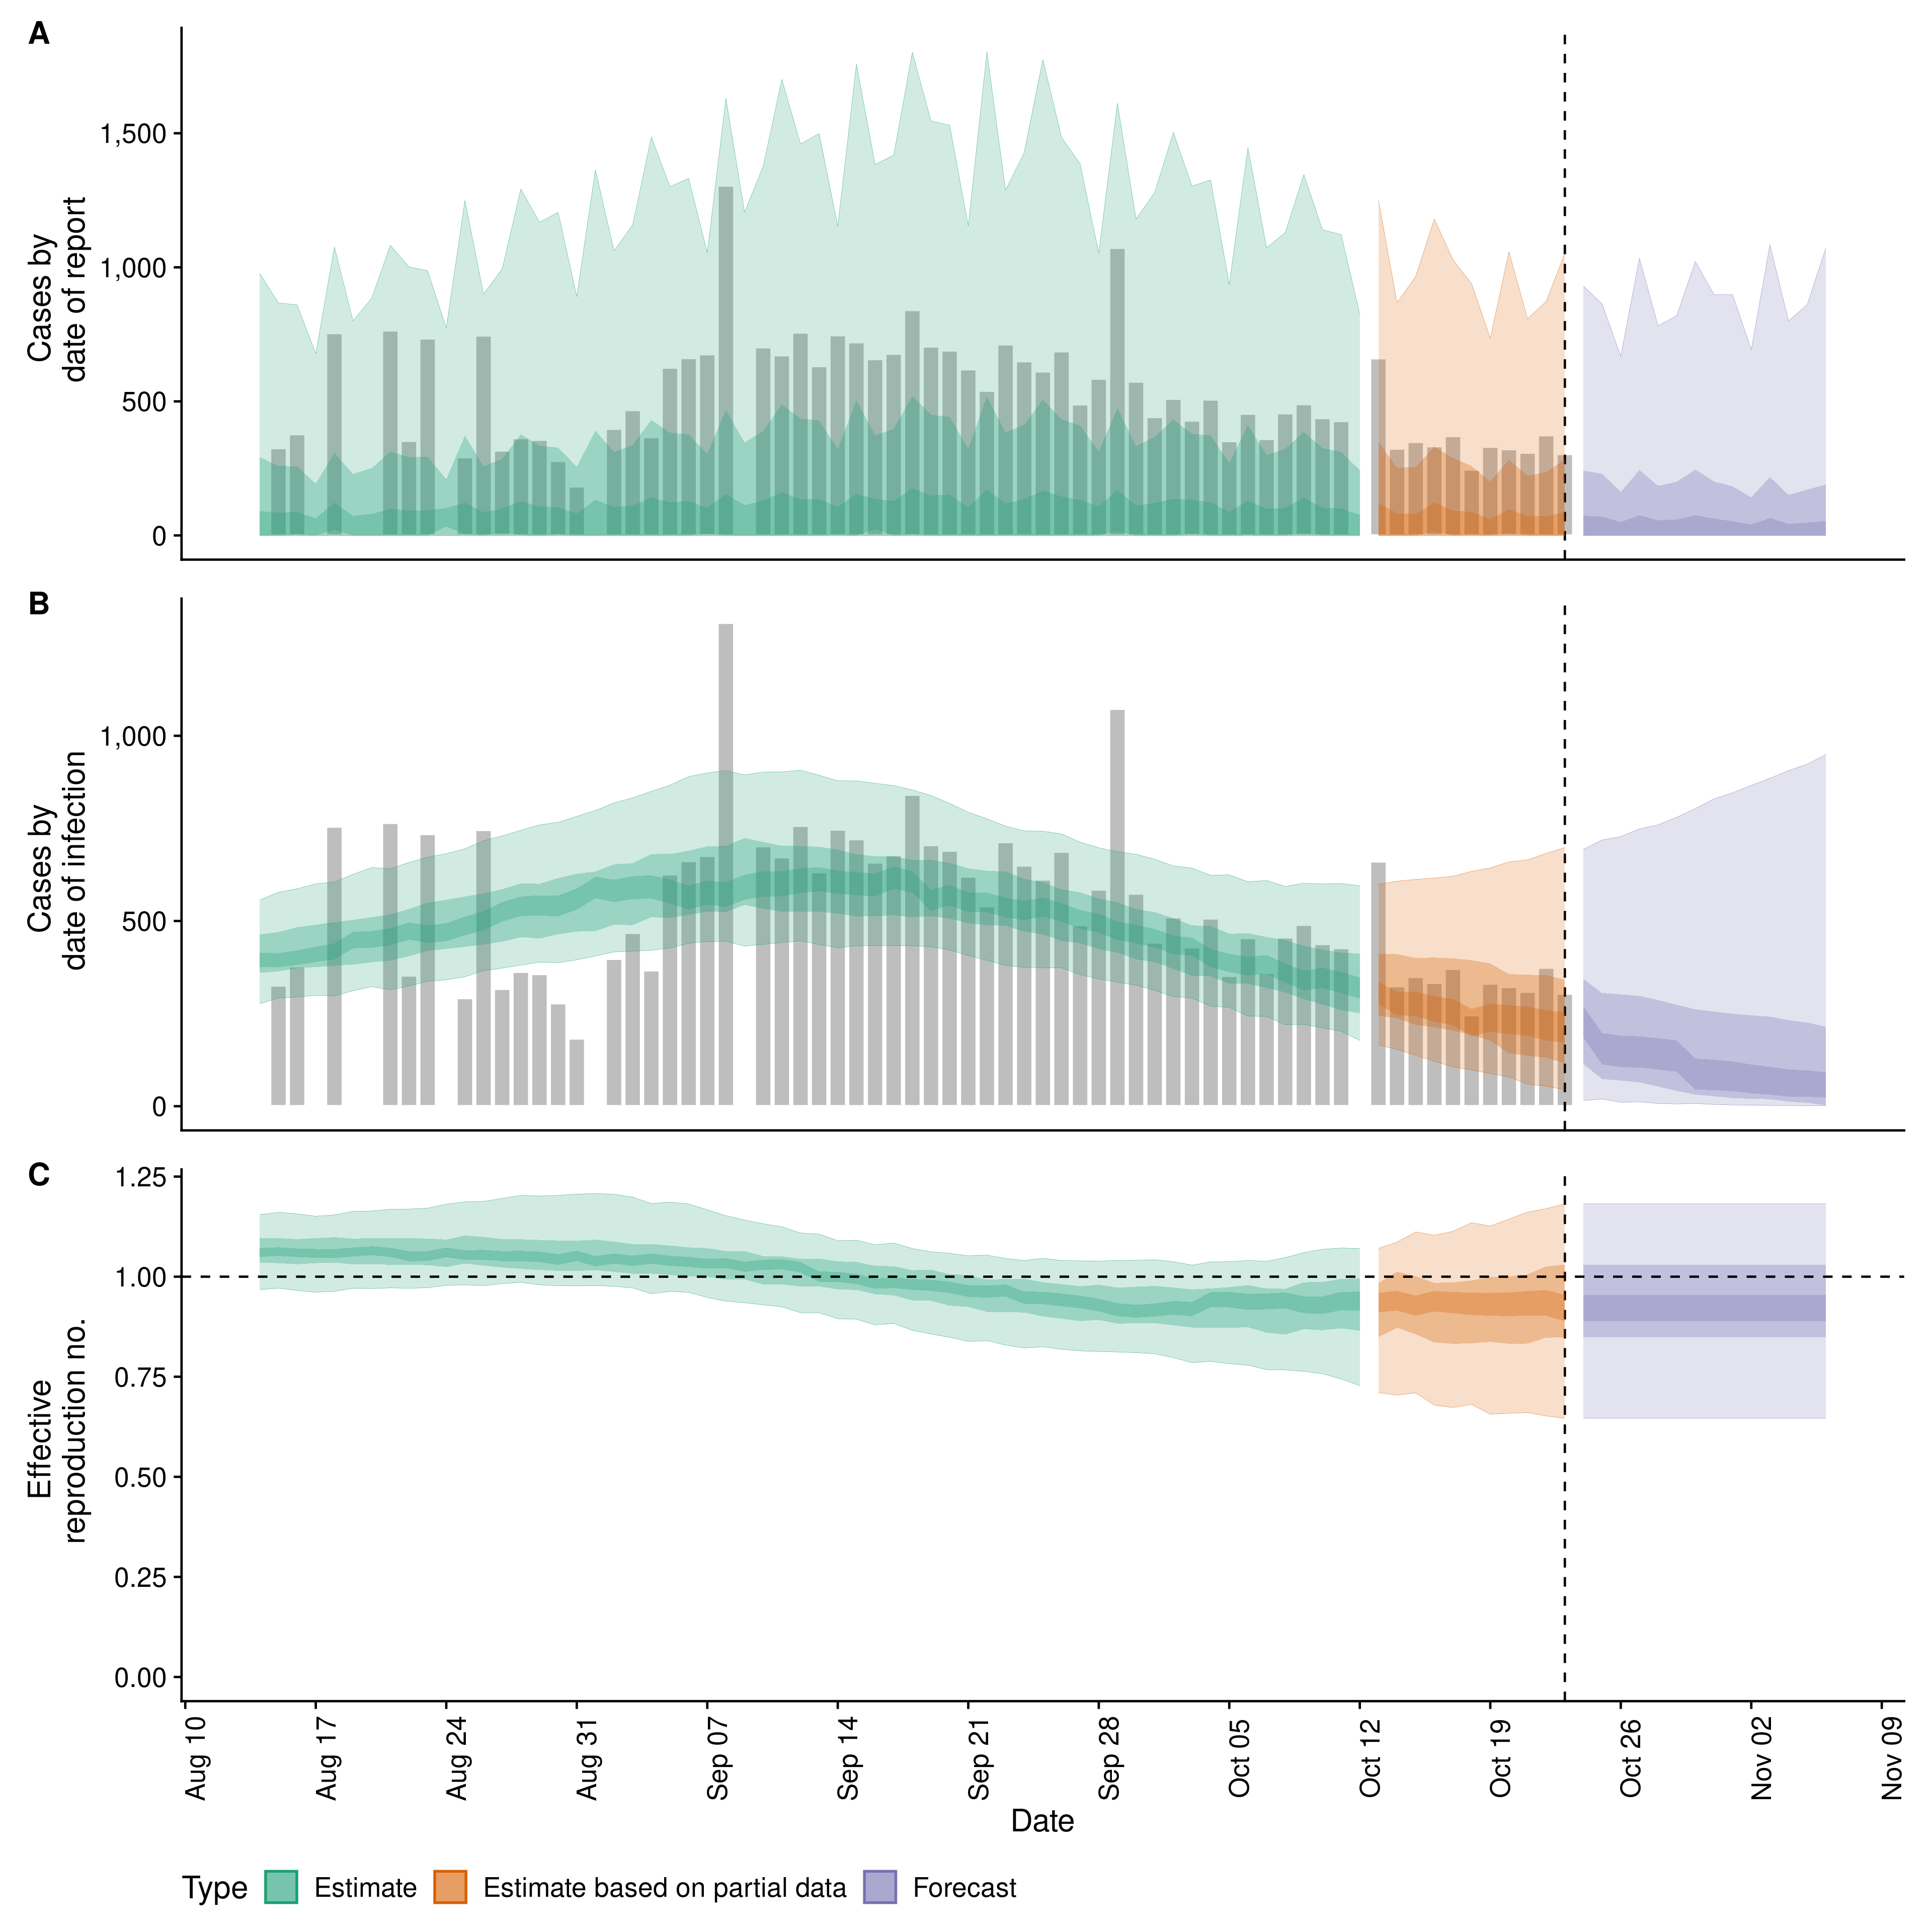 A
Cases by
date of report
1,500
1,000
500
0
B
Cases by
date of infection
1,000
500
0
C
Effective
reproduction no.
1.25
1.00
0.75
0.50
0.25
0.00
Aug 10
Aug 17
Aug 24
Aug 31
Sep 07
Sep 14
Sep 21
Sep 28
Oct 05
Oct 12
Oct 19
Oct 26
Nov 02
Nov 09
Date
Type Estimate Estimate based on partial data Forecast